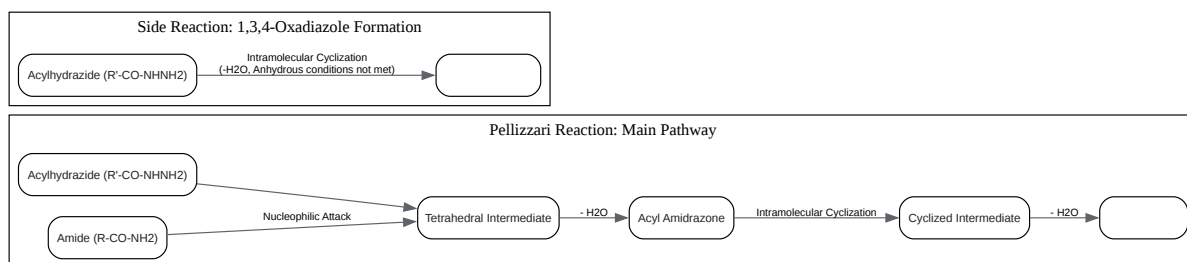 Side Reaction: 1,3,4-Oxadiazole Formation
Acylhydrazide (R'-CO-NHNH2)
Intramolecular Cyclization
(-H2O, Anhydrous conditions not met)
Pellizzari Reaction: Main Pathway
Acylhydrazide (R'-CO-NHNH2)
Amide (R-CO-NH2)
Nucleophilic Attack
Tetrahedral Intermediate
- H2O
Acyl Amidrazone
Intramolecular Cyclization
Cyclized Intermediate
- H2O